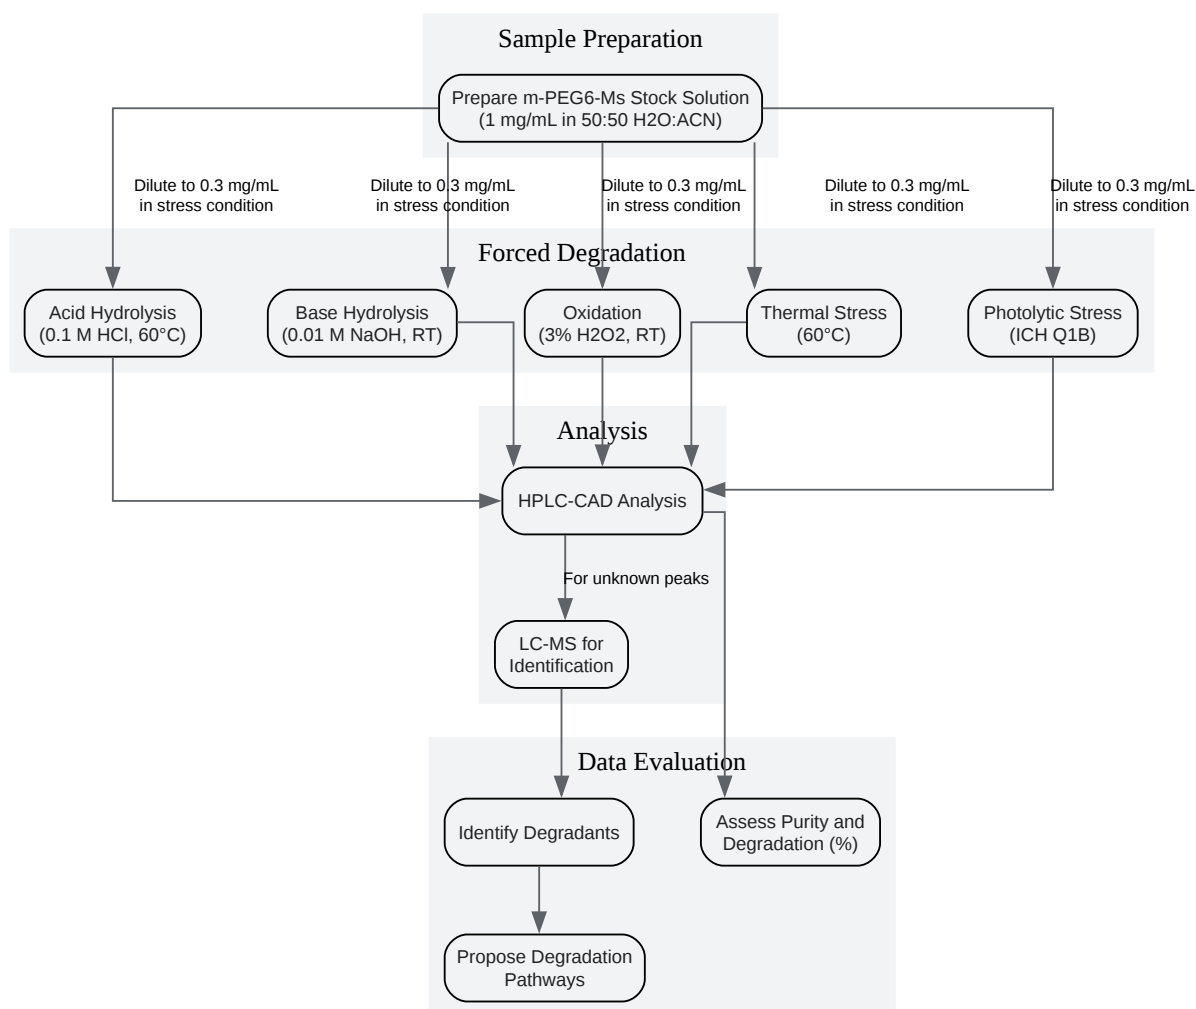 Sample Preparation
Prepare m-PEG6-Ms Stock Solution
(1 mg/mL in 50:50 H2O:ACN)
Dilute to 0.3 mg/mL
in stress condition
Dilute to 0.3 mg/mL
in stress condition
Dilute to 0.3 mg/mL
in stress condition
Dilute to 0.3 mg/mL
in stress condition
Dilute to 0.3 mg/mL
in stress condition
Forced Degradation
Acid Hydrolysis
(0.1 M HCl, 60°C)
Base Hydrolysis
(0.01 M NaOH, RT)
Oxidation
(3% H2O2, RT)
Thermal Stress
(60°C)
Photolytic Stress
(ICH Q1B)
Analysis
HPLC-CAD Analysis
For unknown peaks
LC-MS for
Identification
Data Evaluation
Identify Degradants
Assess Purity and
Degradation (%)
Propose Degradation
Pathways